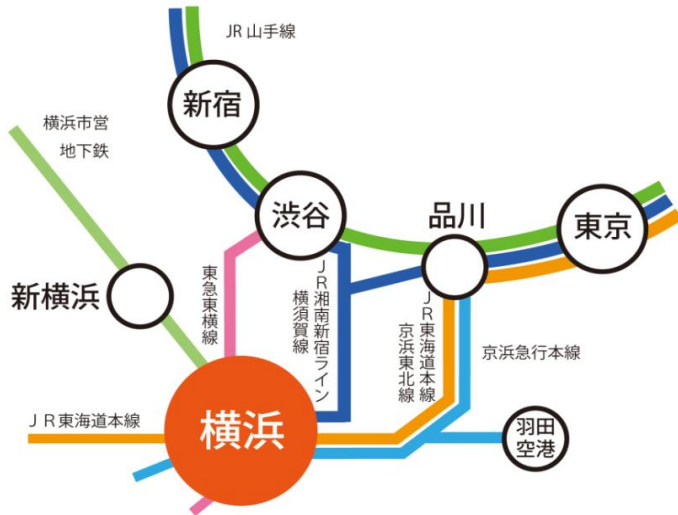 JR 山手線
新宿
横浜市営
地下鉄
渋谷
品川
東京
新横浜
東急東横線
JR湘南新宿ライン
横須賀線
JR東海道本線
京浜東北線
京浜急行本線
JR東海道本線
横浜
羽田
空港